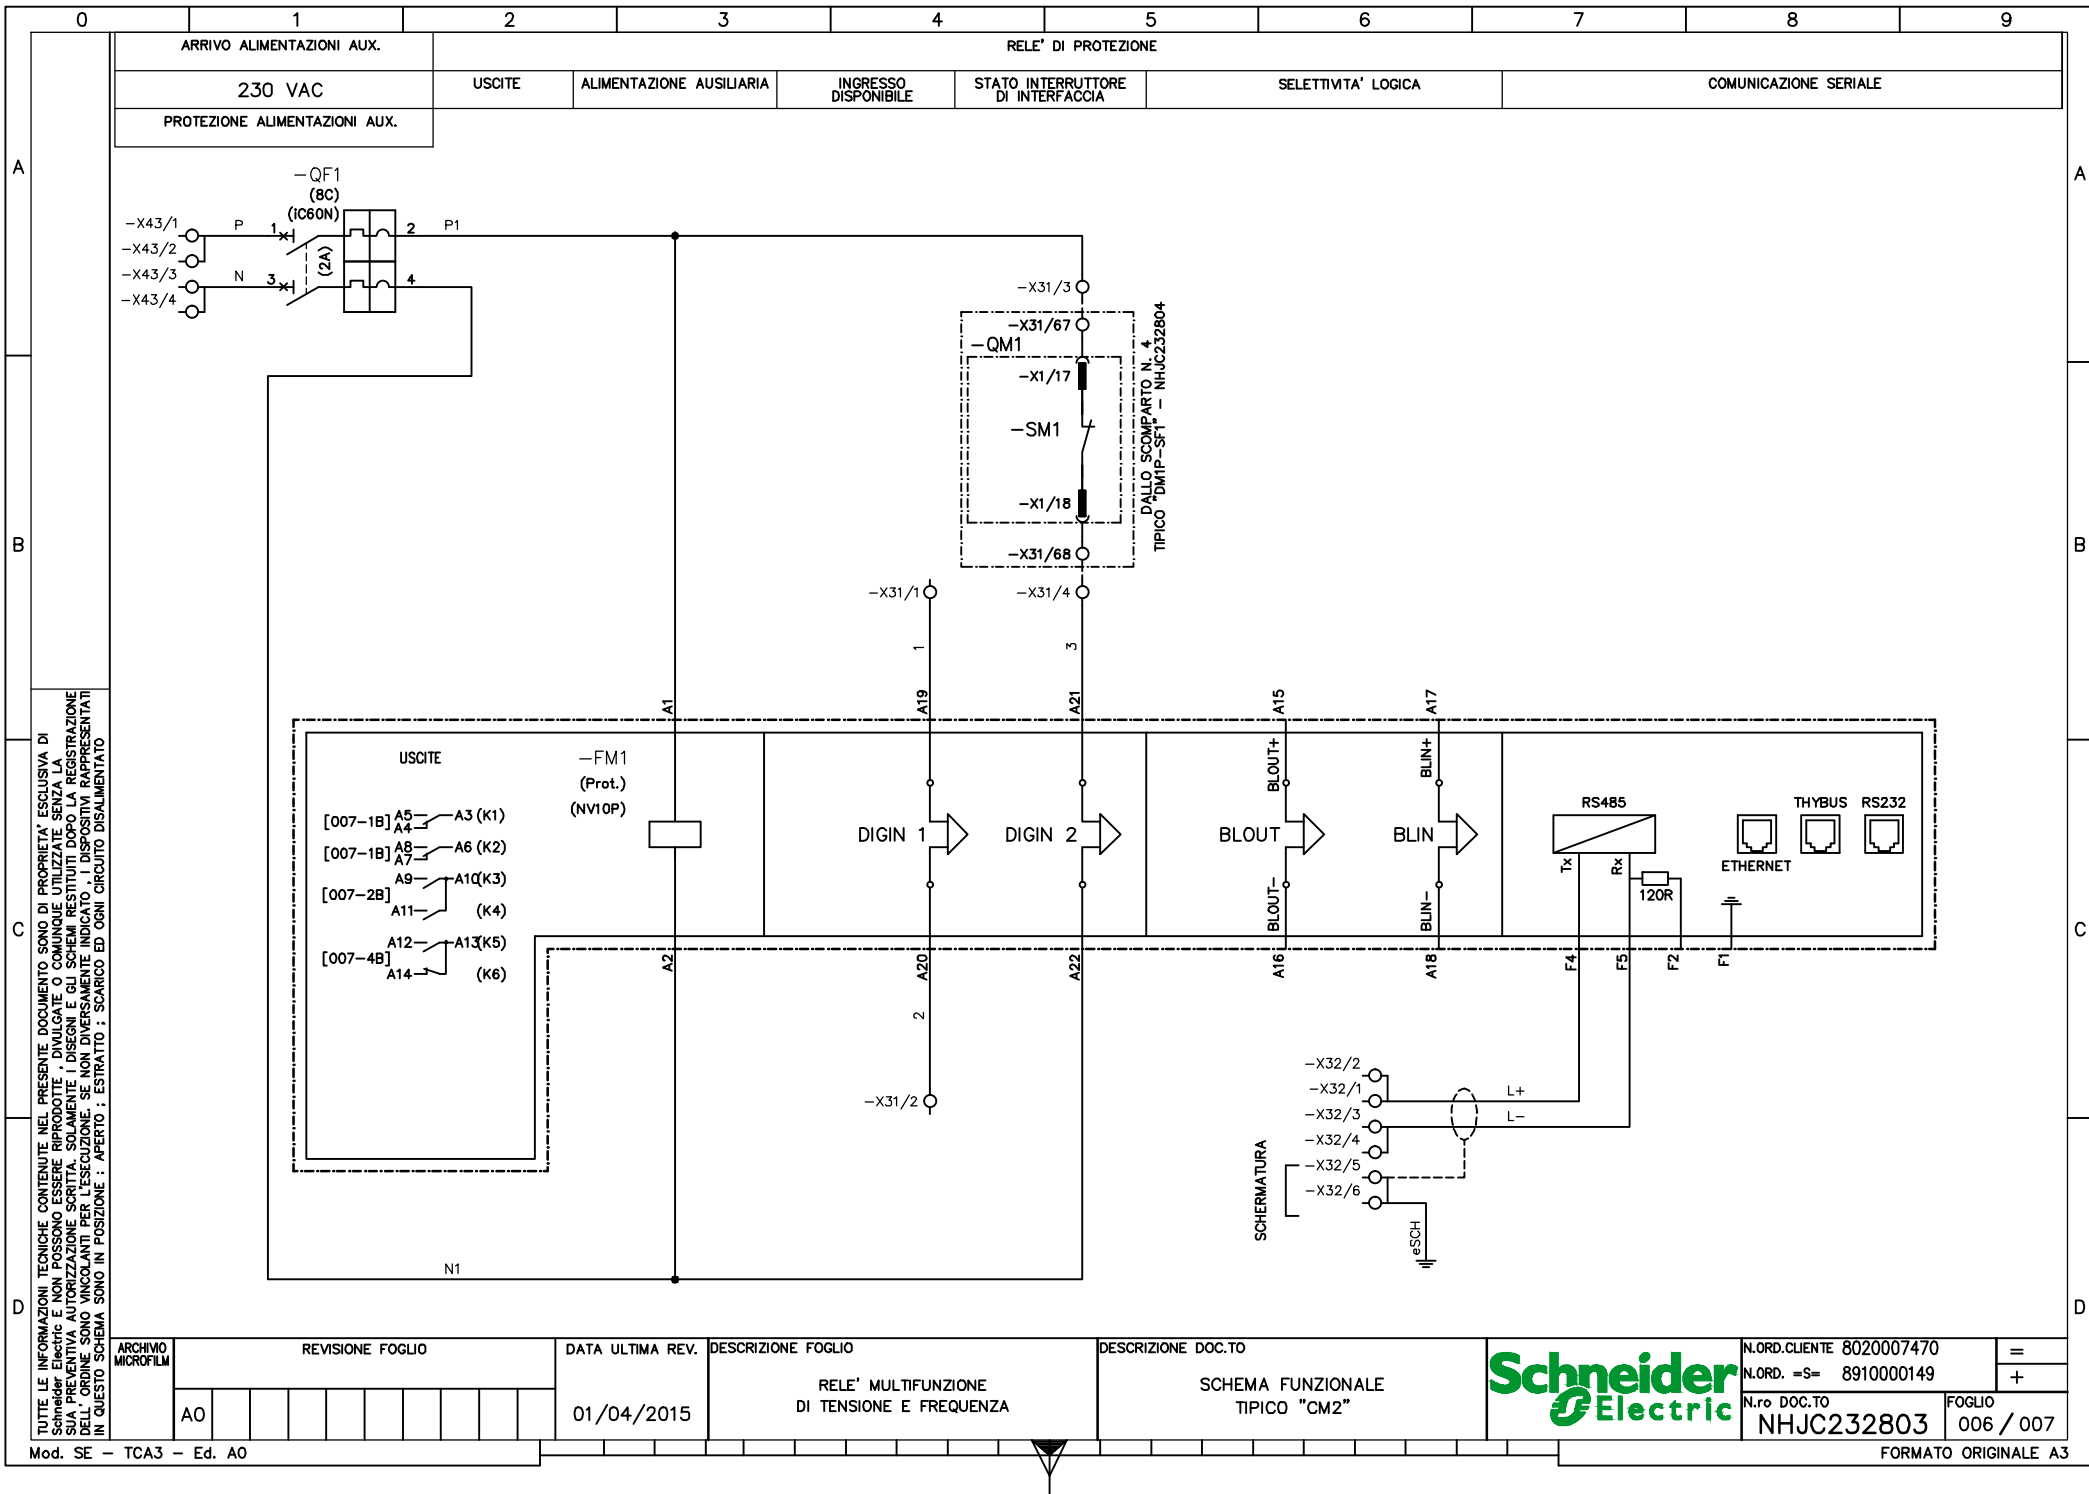 0 1 2 3 4 5 6 7 8 9
ARRIVO ALIMENTAZIONI AUX.
RELE' DI PROTEZIONE
230 VAC
USCITE
ALIMENTAZIONE AUSILIARIA
INGRESSO
DISPONIBILE
STATO INTERRUTTORE
DI INTERFACCIA
SELETTIVITA' LOGICA
COMUNICAZIONE SERIALE
PROTEZIONE ALIMENTAZIONI AUX.
A
A
-QF1
(8C)
(iC60N)
-X43/1
P
1
2
P1
-X43/2
(2A)
-X43/3
N
3
4
-X43/4
-X31/3
-X31/67
-QM1
-X1/17
-SM1
-X1/18
-X31/68
DALLO SCOMPARTO N. 4
TIPICO "DM1P-SF1" - NHJC232804
B
B
-X31/1
-X31/4
1
3
A1
A19
A21
A15
A17
USCITE
-FM1
(Prot.)
(NV10P)
BLOUT+
BLIN+
[007-1B]
A5
A4
A3 (K1)
[007-1B]
A8
A7
A6 (K2)
[007-2B]
A9
A10(K3)
A11
(K4)
[007-4B]
A12
A13(K5)
A14
(K6)
DIGIN 1
DIGIN 2
BLOUT
BLIN
RS485
THYBUS
RS232
ETHERNET
Tx
Rx
120R
BLOUT-
BLIN-
C
C
A2
A20
A22
A16
A18
F4
F5
F2
F1
2
-X31/2
-X32/2
-X32/1
L+
-X32/3
L-
-X32/4
-X32/5
-X32/6
SCHERMATURA
eSCH
N1
D
D
TUTTE LE INFORMAZIONI TECNICHE CONTENUTE NEL PRESENTE DOCUMENTO SONO DI PROPRIETA' ESCLUSIVA DI
Schneider Electric E NON POSSONO ESSERE RIPRODOTTE , DIVULGATE O COMUNQUE UTILIZZATE SENZA LA
SUA PREVENTIVA AUTORIZZAZIONE SCRITTA. SOLAMENTE I DISEGNI E GLI SCHEMI RESTITUITI DOPO LA REGISTRAZIONE
DELL' ORDINE SONO VINCOLANTI PER L'ESECUZIONE. SE NON DIVERSAMENTE INDICATO , I DISPOSITIVI RAPPRESENTATI
IN QUESTO SCHEMA SONO IN POSIZIONE : APERTO ; ESTRATTO ; SCARICO ED OGNI CIRCUITO DISALIMENTATO
ARCHIVIO
MICROFILM
REVISIONE FOGLIO
A0
DATA ULTIMA REV.
01/04/2015
DESCRIZIONE FOGLIO
RELE' MULTIFUNZIONE
DI TENSIONE E FREQUENZA
DESCRIZIONE DOC.TO
SCHEMA FUNZIONALE
TIPICO "CM2"
Schneider
Electric
N.ORD.CLIENTE 8020007470
=
N.ORD. =S= 8910000149
+
N.ro DOC.TO
NHJC232803
FOGLIO
006 / 007
Mod. SE - TCA3 - Ed. A0
FORMATO ORIGINALE A3